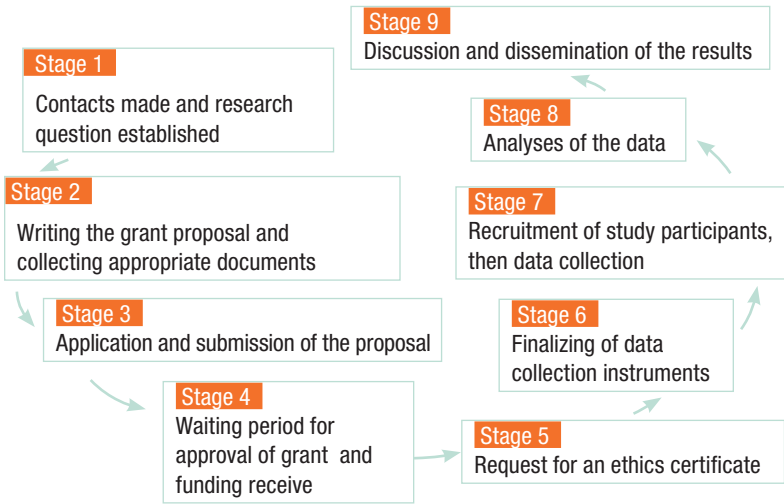 Stage 1
Contacts made and research
question established
Stage 2
Writing the grant proposal and
collecting appropriate documents
Stage 3
Application and submission of the proposal
Stage 4
Waiting period for
approval of grant and
funding receive
Stage 5
Request for an ethics certificate
Stage 6
Finalizing of data
collection instruments
Stage 7
Recruitment of study participants,
then data collection
Stage 8
Analyses of the data
Stage 9
Discussion and dissemination of the results